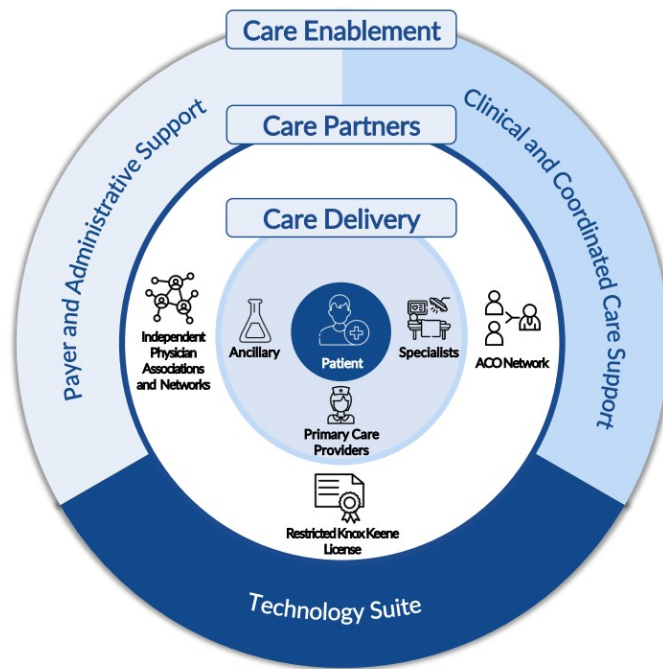 Care Enablement
Payer and Administrative Support
Clinical and Coordinated Care Support
Care Partners
Care Delivery
Independent
Physician
Associations
and Networks
Ancillary
Patient
Specialists
ACO Network
Primary Care
Providers
Restricted Knox Keene
License
Technology Suite